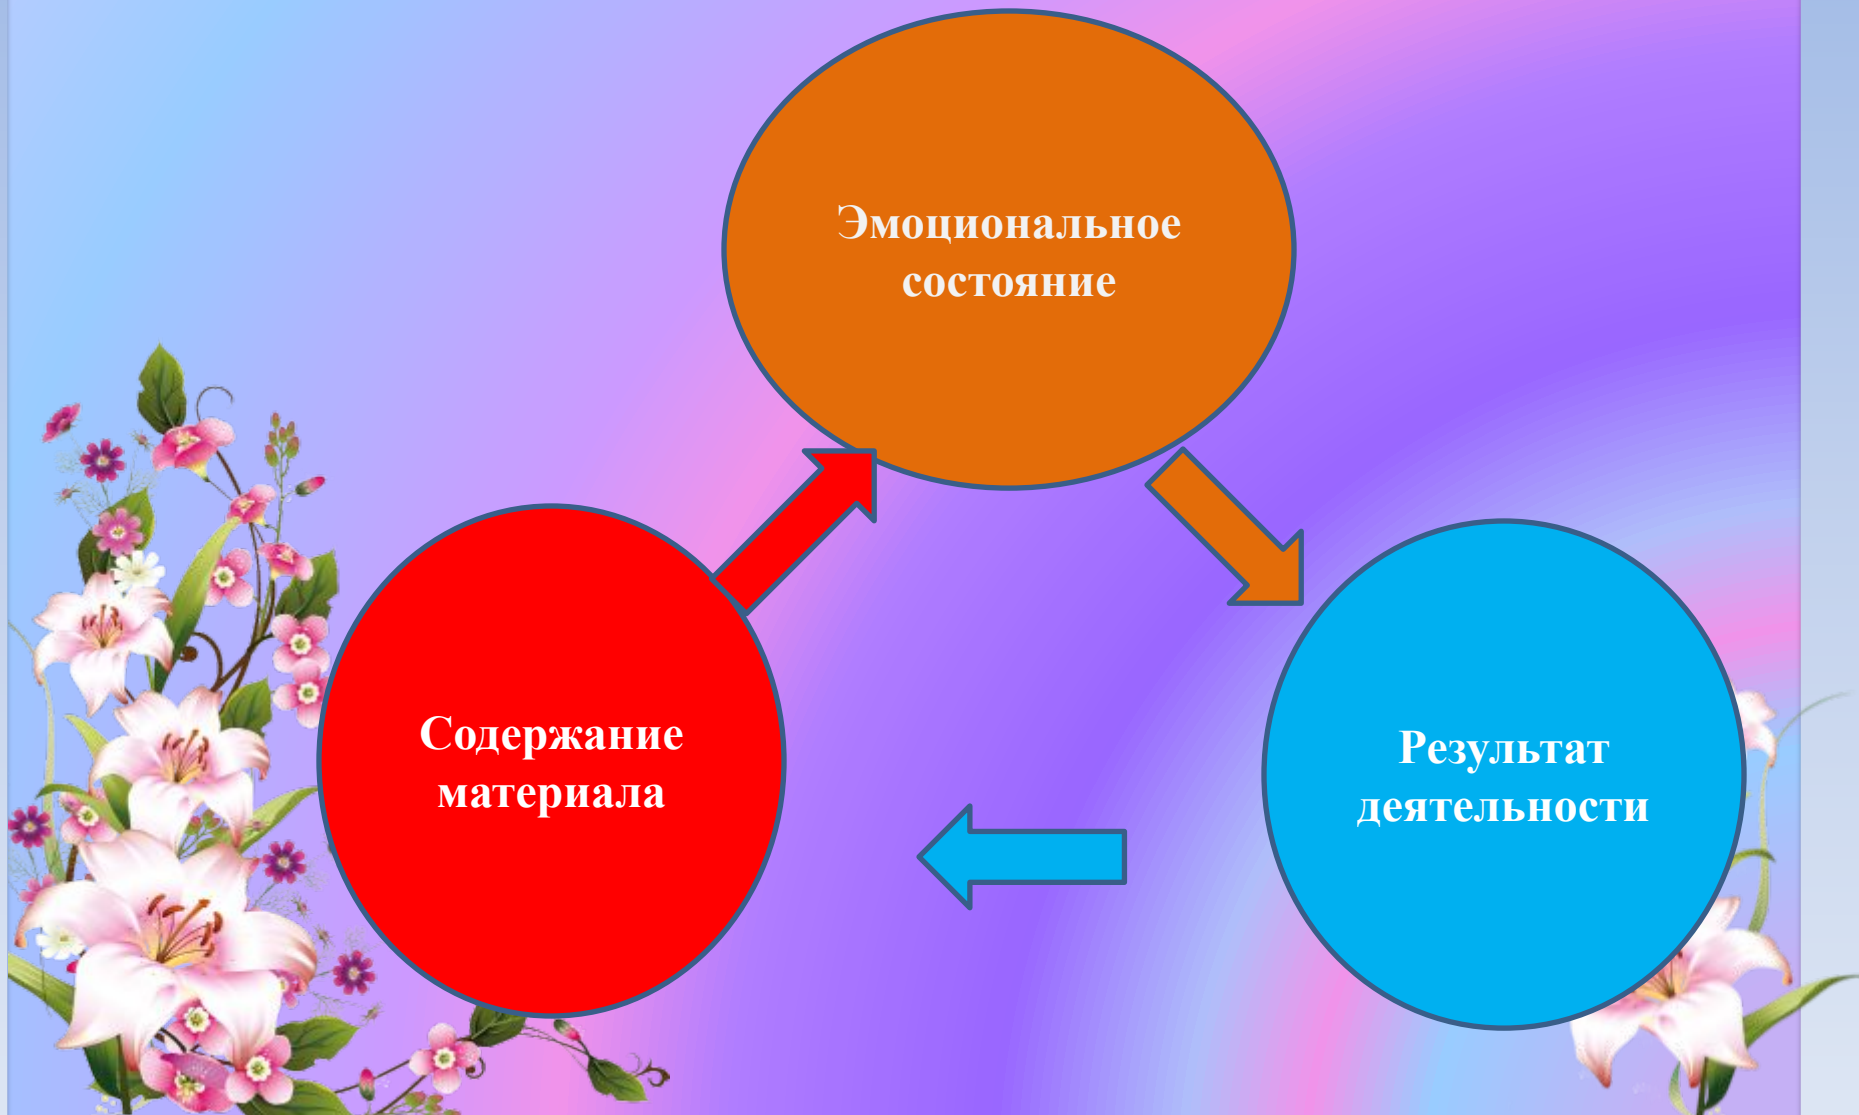 Эмоциональное
состояние
Содержание
материала
Результат
деятельности